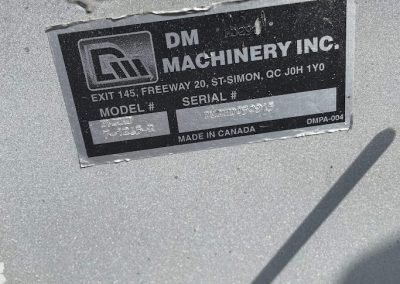 DM
MACHINERY INC.
EXIT 145, FREEWAY 20, ST-SIMON, QC J0H 1Y0
MODEL # SERIAL #
MADE IN CANADA
DMPA-004